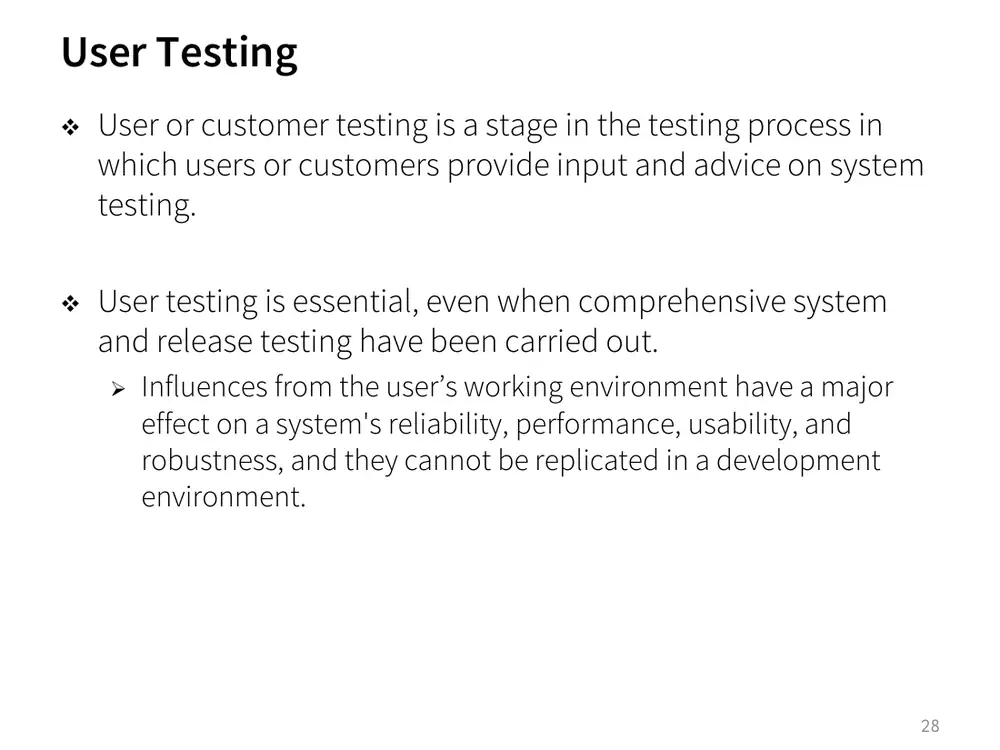 User Testing
❖ User or customer testing is a stage in the testing process in
which users or customers provide input and advice on system
testing.
❖ User testing is essential, even when comprehensive system
and release testing have been carried out.
➢ Influences from the user’s working environment have a major
effect on a system's reliability, performance, usability, and
robustness, and they cannot be replicated in a development
environment.
28